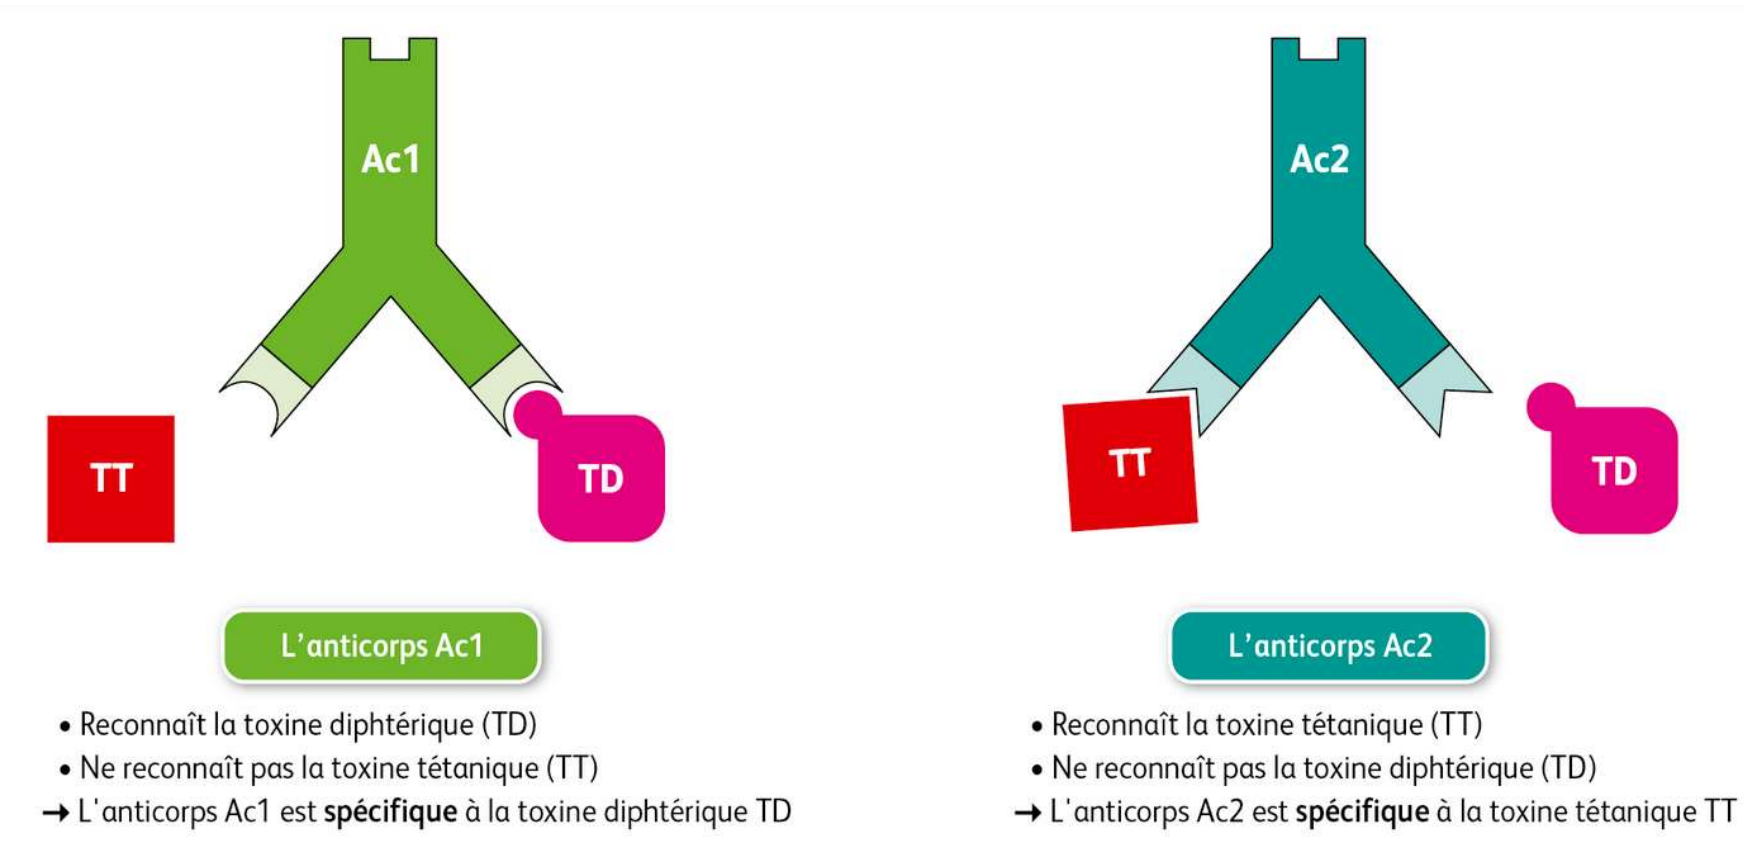 Ac1
TT
TD
L'anticorps Ac1
• Reconnaît la toxine diphtérique (TD)
• Ne reconnaît pas la toxine tétanique (TT)
→ L'anticorps Ac1 est spécifique à la toxine diphtérique TD
Ac2
TT
TD
L'anticorps Ac2
• Reconnaît la toxine tétanique (TT)
• Ne reconnaît pas la toxine diphtérique (TD)
→ L'anticorps Ac2 est spécifique à la toxine tétanique TT